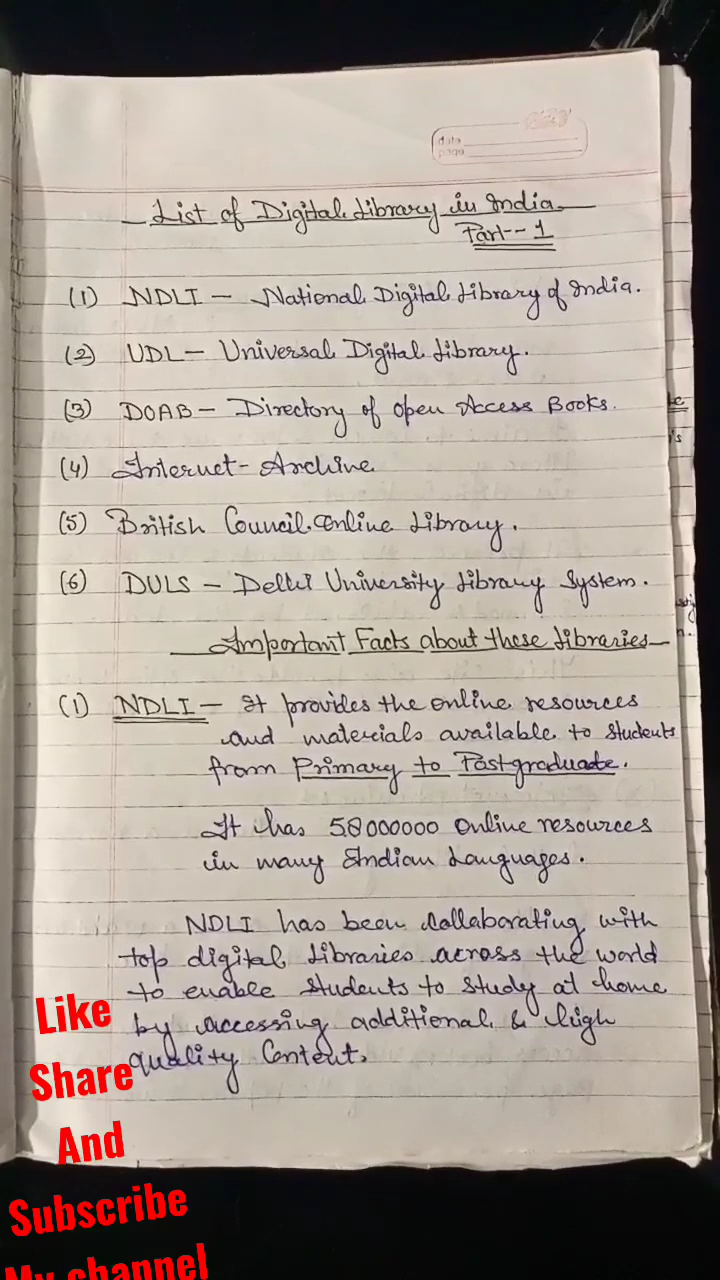 date
page
List of Digital Library in India
Part-- 1
(1) NDLI — National Digital Library of India.
(2) UDL — Universal Digital Library.
(3) DOAB — Directory of open Access Books.
(4) Internet-Archive
(5) British Council online Library.
(6) DULS — Delhi University Library System.
Important Facts about these Libraries—
(1) NDLI — It provides the online resources
and materials available to students
from Primary to Postgraduate.
It has 58000000 Online resources
in many Indian Languages.
NDLI has been collaborating with
top digital libraries across the world
to enable students to study at home
by accessing additional & high
quality Content.
Like
Share
And
Subscribe
My channel